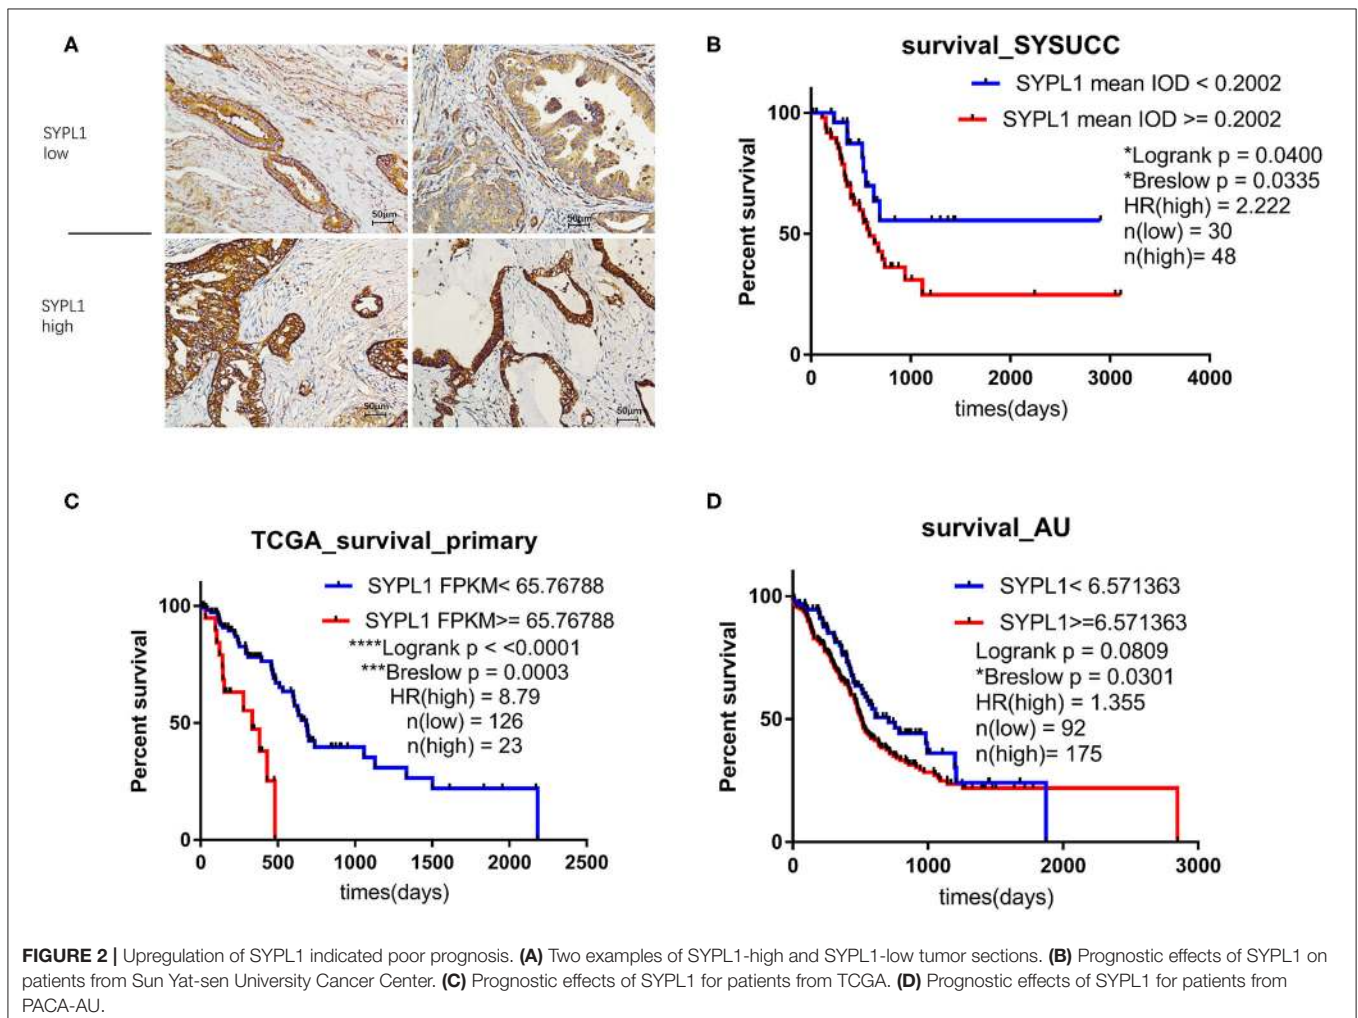 A
SYPL1
low
50μm
50μm
SYPL1
high
50μm
50μm
B
survival_SYSUCC
SYPL1 mean IOD < 0.2002
SYPL1 mean IOD >= 0.2002
*Logrank p = 0.0400
*Breslow p = 0.0335
HR(high) = 2.222
n(low) = 30
n(high)= 48
Percent survival
100
50
0
0 1000 2000 3000 4000
times(days)
C
TCGA_survival_primary
SYPL1 FPKM< 65.76788
SYPL1 FPKM>= 65.76788
****Logrank p < <0.0001
***Breslow p = 0.0003
HR(high) = 8.79
n(low) = 126
n(high) = 23
Percent survival
100
50
0
0 500 1000 1500 2000 2500
times(days)
D
survival_AU
SYPL1< 6.571363
SYPL1>=6.571363
Logrank p = 0.0809
*Breslow p = 0.0301
HR(high) = 1.355
n(low) = 92
n(high)= 175
Percent survival
100
50
0
0 1000 2000 3000
times(days)
FIGURE 2 | Upregulation of SYPL1 indicated poor prognosis. (A) Two examples of SYPL1-high and SYPL1-low tumor sections. (B) Prognostic effects of SYPL1 on
patients from Sun Yat-sen University Cancer Center. (C) Prognostic effects of SYPL1 for patients from TCGA. (D) Prognostic effects of SYPL1 for patients from
PACA-AU.